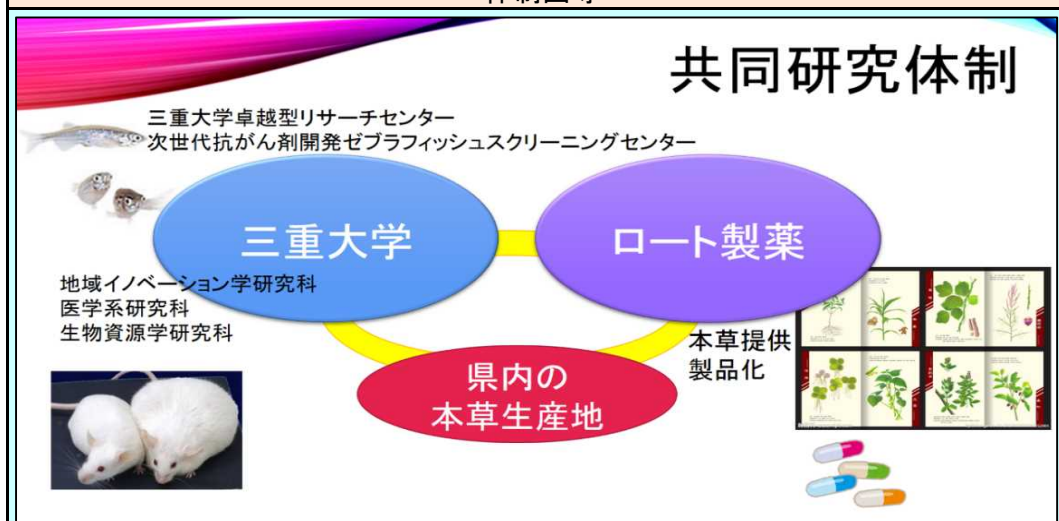 共同研究体制
三重大学卓越型リサーチセンター
次世代抗がん剤開発ゼブラフィッシュスクリーニングセンター
三重大学
ロート製薬
地域イノベーション学研究科
医学系研究科
生物資源学研究科
本草提供
製品化
県内の
本草生産地